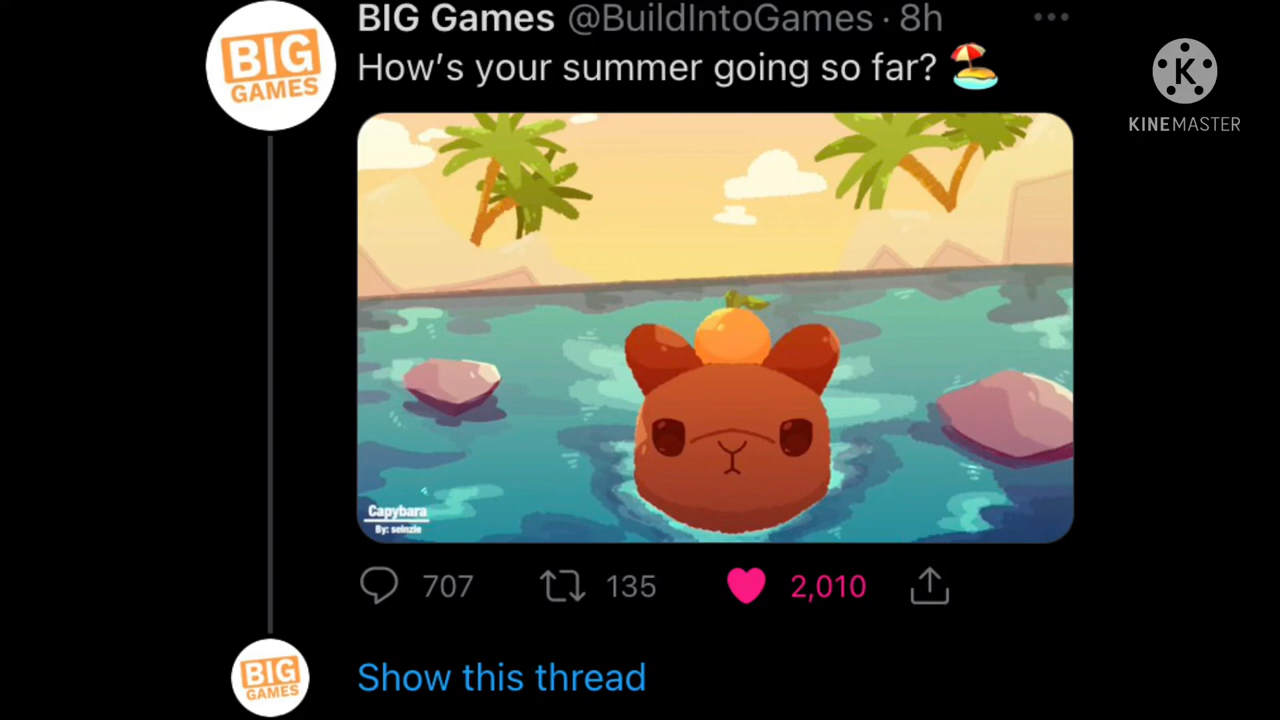 BIG Games @BuildIntoGames · 8h
BIG
GAMES
How's your summer going so far?
KINEMASTER
Capybara
By: seinzie
707 135 2,010
BIG
GAMES
Show this thread